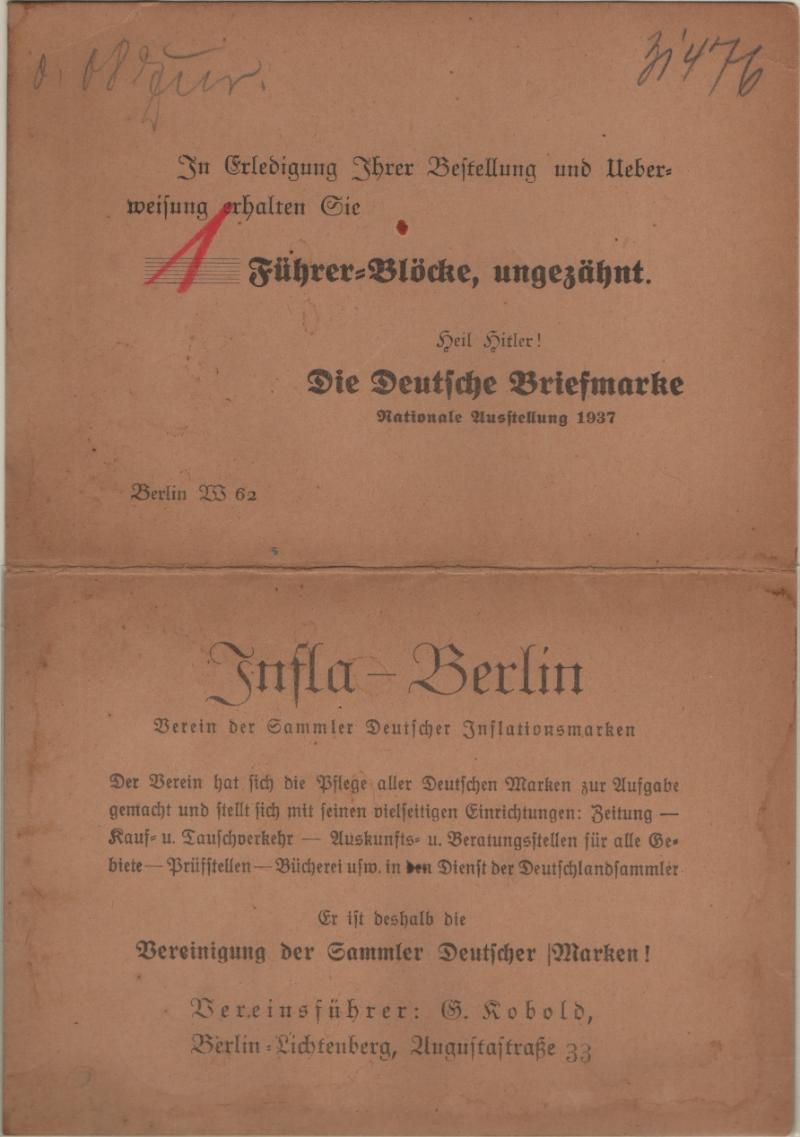 31476
In Erledigung Ihrer Bestellung und Ueber-
weisung erhalten Sie
1 Führer-Blöcke, ungezähnt.
Heil Hitler!
Die Deutsche Briefmarke
Nationale Ausstellung 1937
Berlin W 62
Infla – Berlin
Verein der Sammler Deutscher Inflationsmarken
Der Verein hat sich die Pflege aller Deutschen Marken zur Aufgabe
gemacht und stellt sich mit seinen vielseitigen Einrichtungen: Zeitung —
Kauf- u. Tauschverkehr — Auskunfts- u. Beratungsstellen für alle Ge-
biete — Prüfstellen — Bücherei usw. in den Dienst der Deutschlandsammler
Er ist deshalb die
Vereinigung der Sammler Deutscher Marken!
Vereinsführer: G. Kobold,
Berlin-Lichtenberg, Augustastraße 33